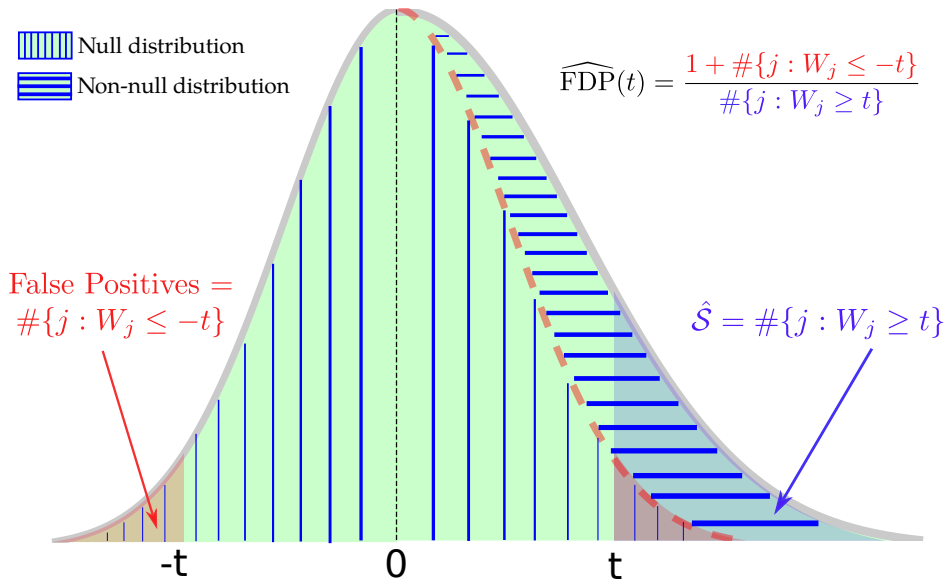 Null distribution
Non-null distribution
$\widehat{\mathrm{FDP}}(t) = \frac{1 + \#\{j : W_j \leq -t\}}{\#\{j : W_j \geq t\}}$
False Positives =
$\#\{j : W_j \leq -t\}$
$\hat{\mathcal{S}} = \#\{j : W_j \geq t\}$
-t
0
t